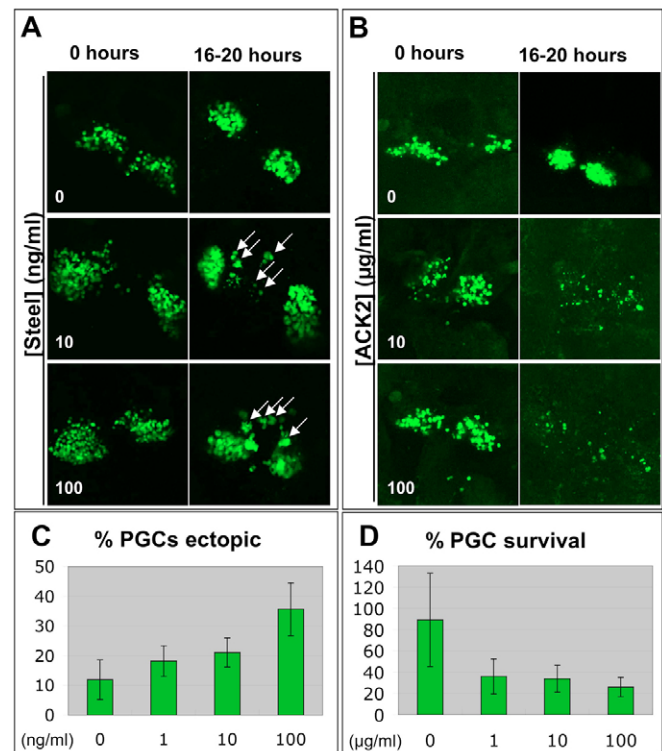 A
0 hours 16-20 hours
[Steel] (ng/ml)
0
10
100
B
0 hours 16-20 hours
[ACK2] (µg/ml)
0
10
100
C % PGCs ectopic
50
40
30
20
10
0
(ng/ml) 0 1 10 100
D % PGC survival
140
120
100
80
60
40
20
0
(µg/ml) 0 1 10 100